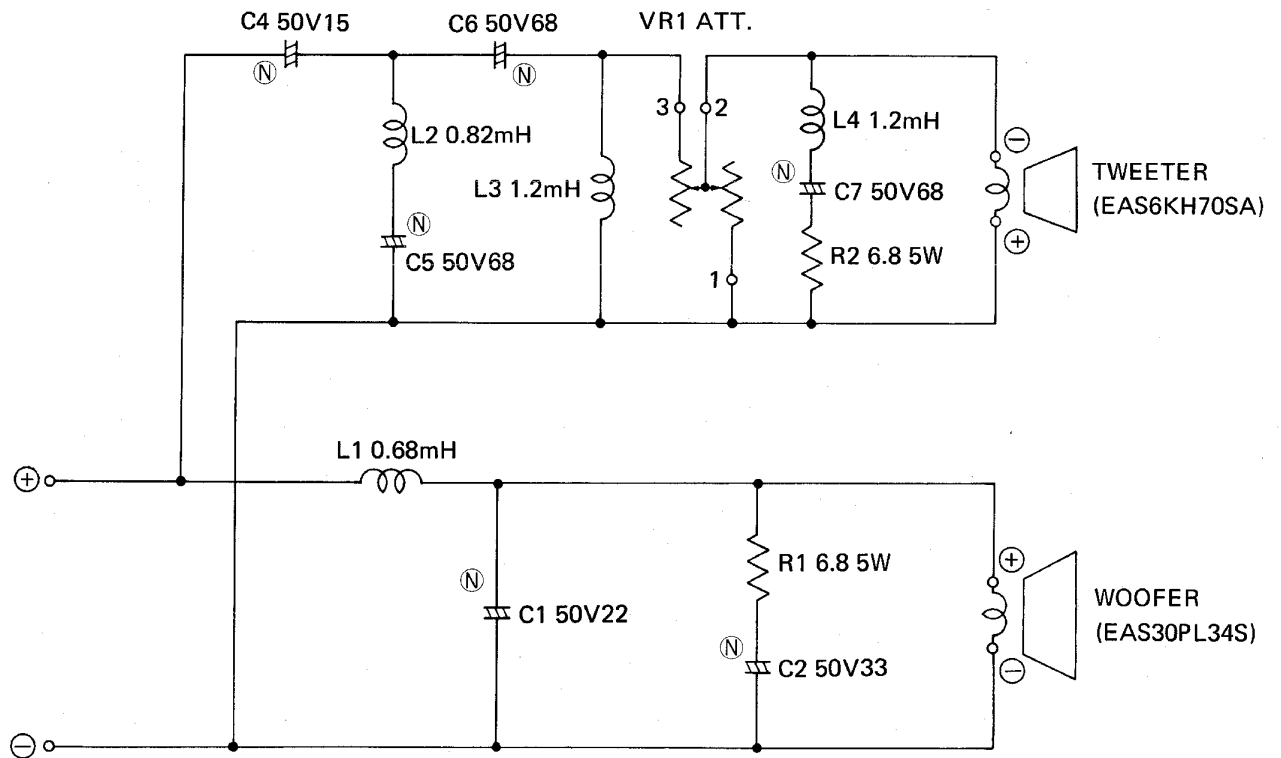 C4 50V15
C6 50V68
VR1 ATT.
Ⓝ
Ⓝ
3
2
L2 0.82mH
L4 1.2mH
⊖
L3 1.2mH
Ⓝ
C7 50V68
TWEETER
(EAS6KH70SA)
Ⓝ
C5 50V68
R2 6.8 5W
⊕
1
L1 0.68mH
⊕
Ⓝ
C1 50V22
R1 6.8 5W
⊕
WOOFER
(EAS30PL34S)
Ⓝ
C2 50V33
⊖
⊖